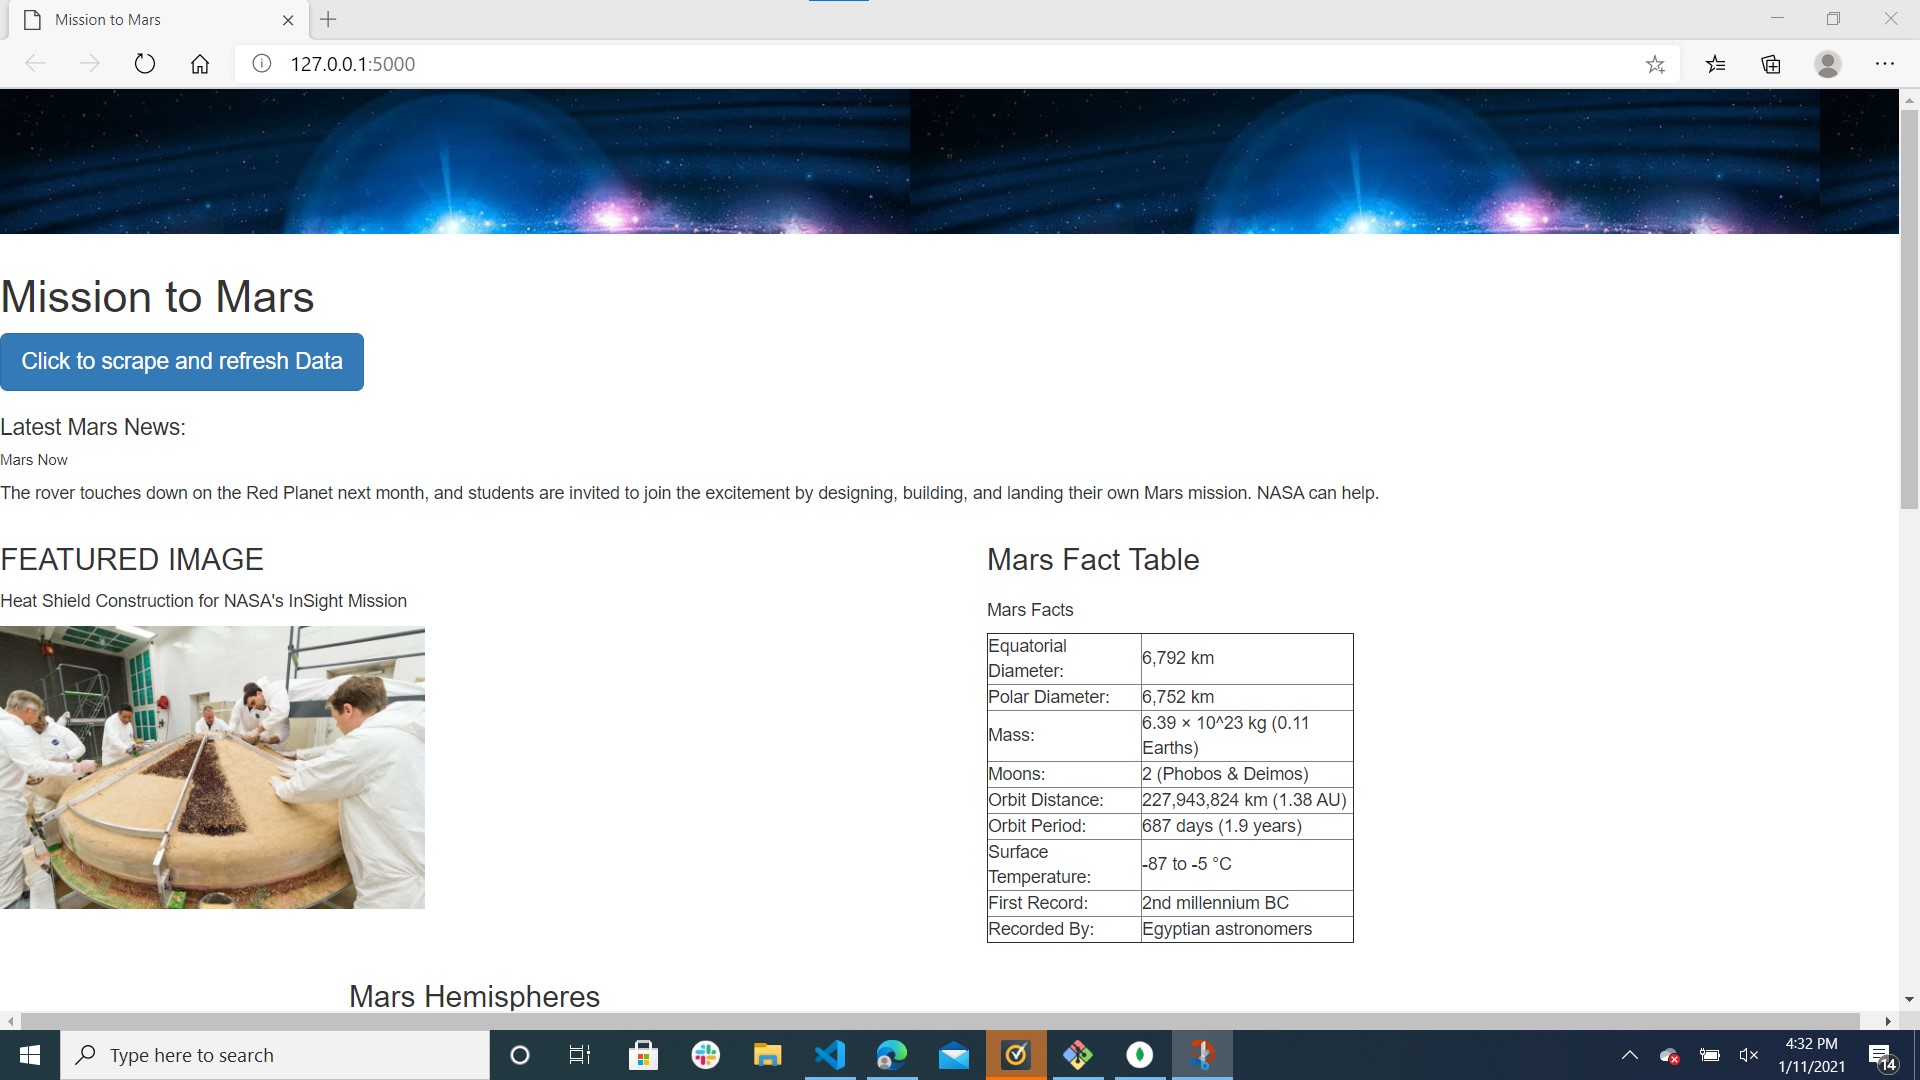 Mission to Mars
127.0.0.1:5000
Mission to Mars
Click to scrape and refresh Data
Latest Mars News:
Mars Now
The rover touches down on the Red Planet next month, and students are invited to join the excitement by designing, building, and landing their own Mars mission. NASA can help.
FEATURED IMAGE
Heat Shield Construction for NASA's InSight Mission
Mars Fact Table
Mars Facts
Equatorial
Diameter:
6,792 km
Polar Diameter: 6,752 km
Mass:
6.39 × 10^23 kg (0.11
Earths)
Moons: 2 (Phobos & Deimos)
Orbit Distance: 227,943,824 km (1.38 AU)
Orbit Period: 687 days (1.9 years)
Surface
Temperature:
-87 to -5 °C
First Record: 2nd millennium BC
Recorded By: Egyptian astronomers
Mars Hemispheres
Type here to search
4:32 PM
1/11/2021
14